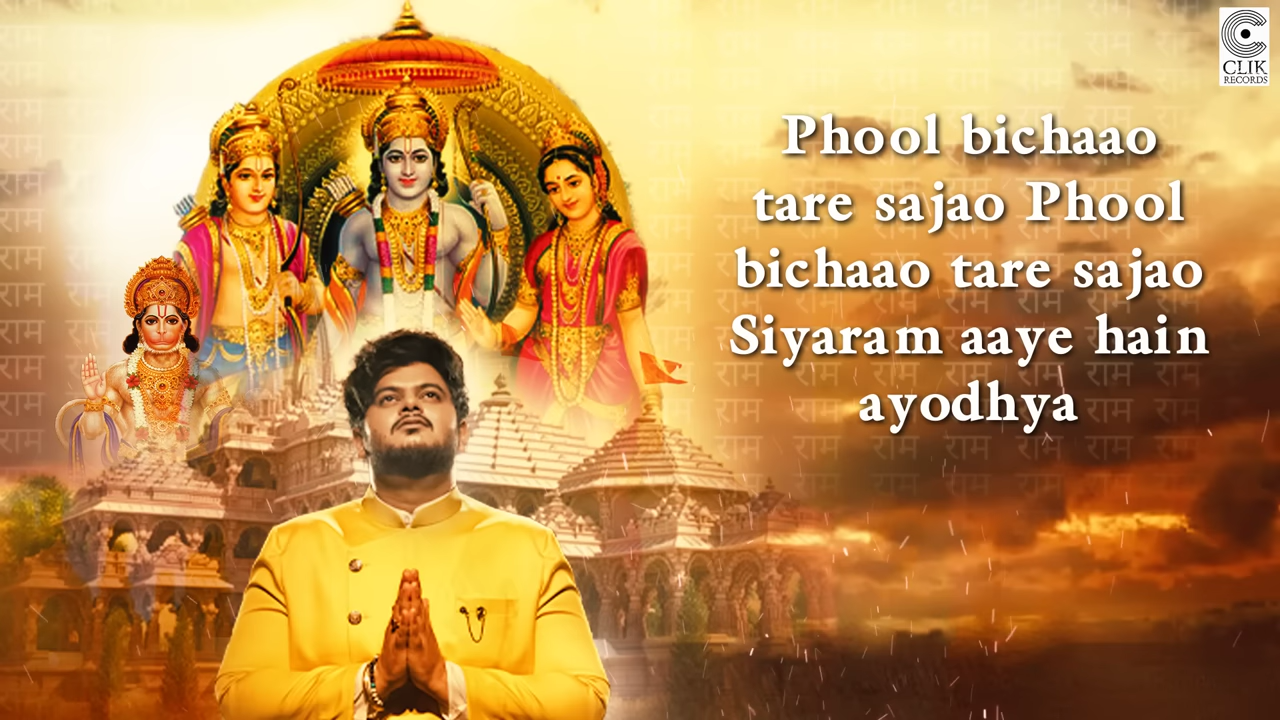 Phool bichaao
tare sajao Phool
bichaao tare sajao
Siyaram aaye hain
ayodhya
CLIK
RECORDS
राम राम राम राम राम राम राम